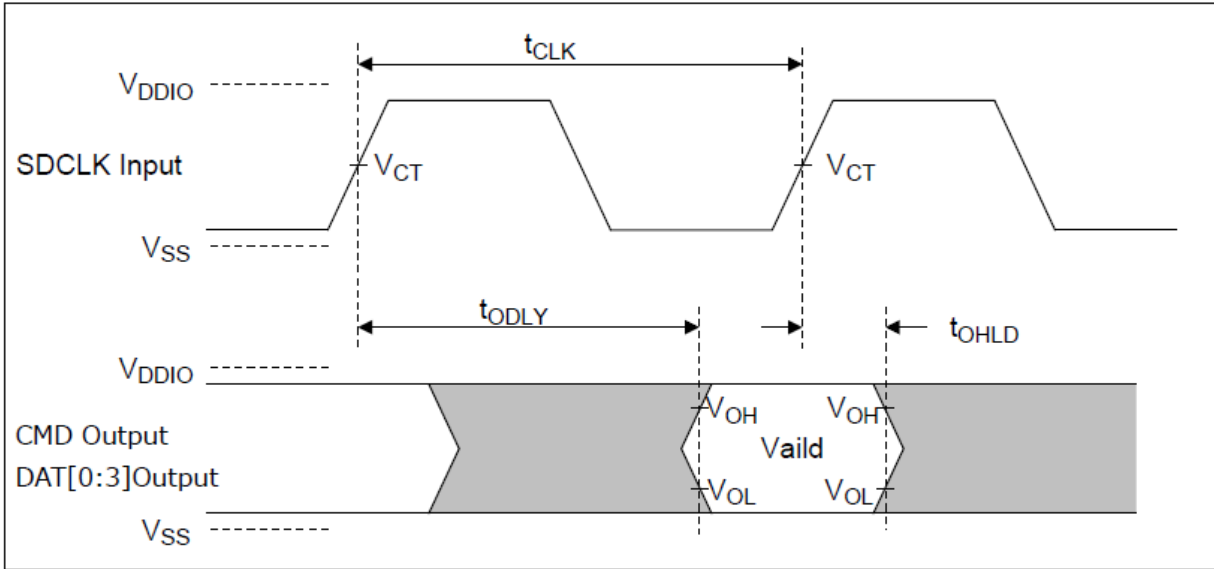 tCLK
VDDIO
SDCLK Input
VCT
VCT
VSS
tODLY
tOHLD
VDDIO
VOH
VOH
CMD Output
Vaild
DAT[0:3]Output
VOL
VOL
VSS